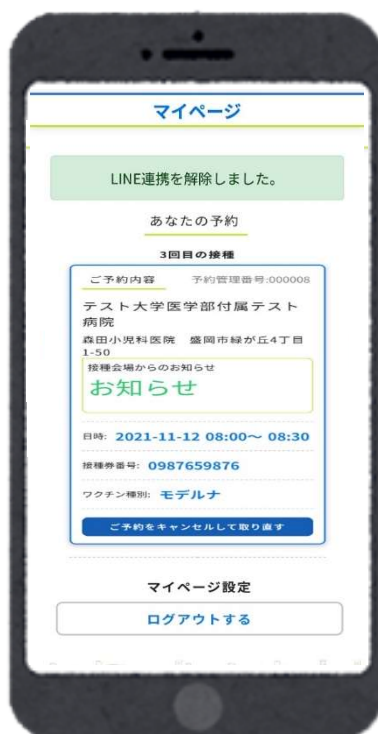 マイページ
LINE連携を解除しました。
あなたの予約
3回目の接種
ご予約内容 予約管理番号:000008
テスト大学医学部付属テスト
病院
森田小児科医院 盛岡市緑が丘4丁目
1-50
接種会場からのお知らせ
お知らせ
日時: 2021-11-12 08:00〜 08:30
接種券番号: 0987659876
ワクチン種別: モデルナ
ご予約をキャンセルして取り直す
マイページ設定
ログアウトする